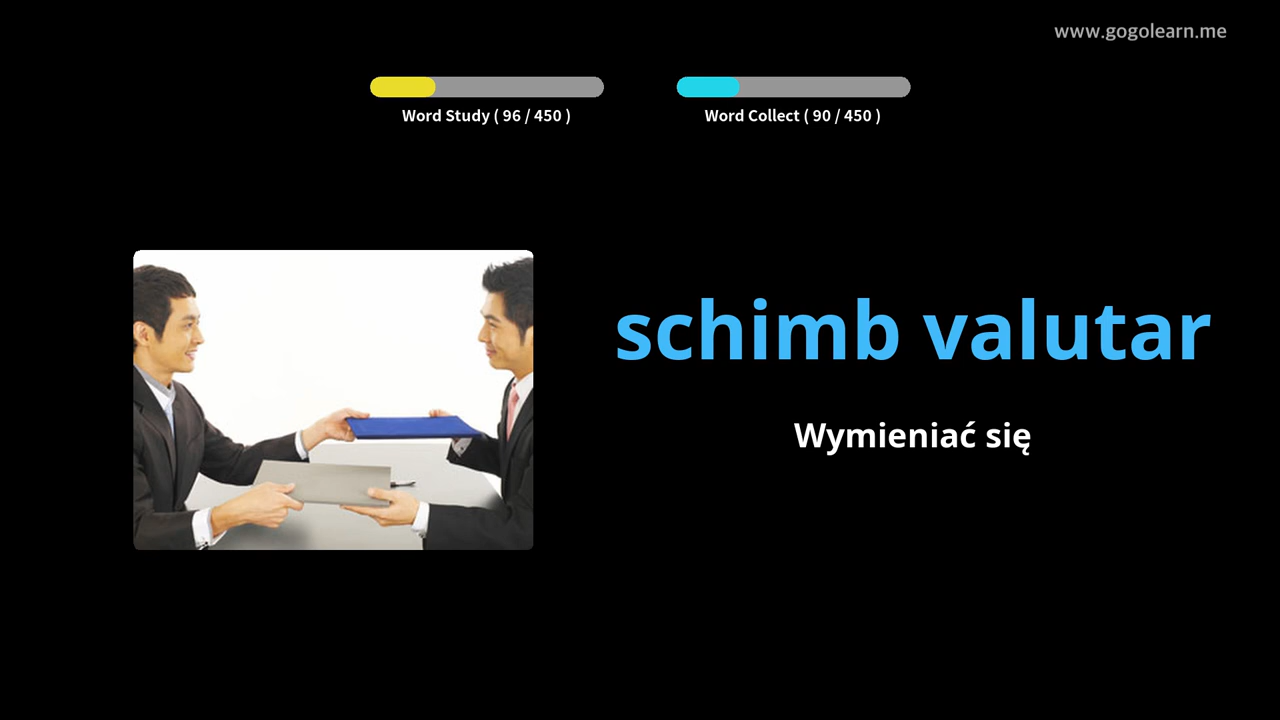 www.gogolearn.me
Word Study ( 96 / 450 )
Word Collect ( 90 / 450 )
schimb valutar
Wymieniać się